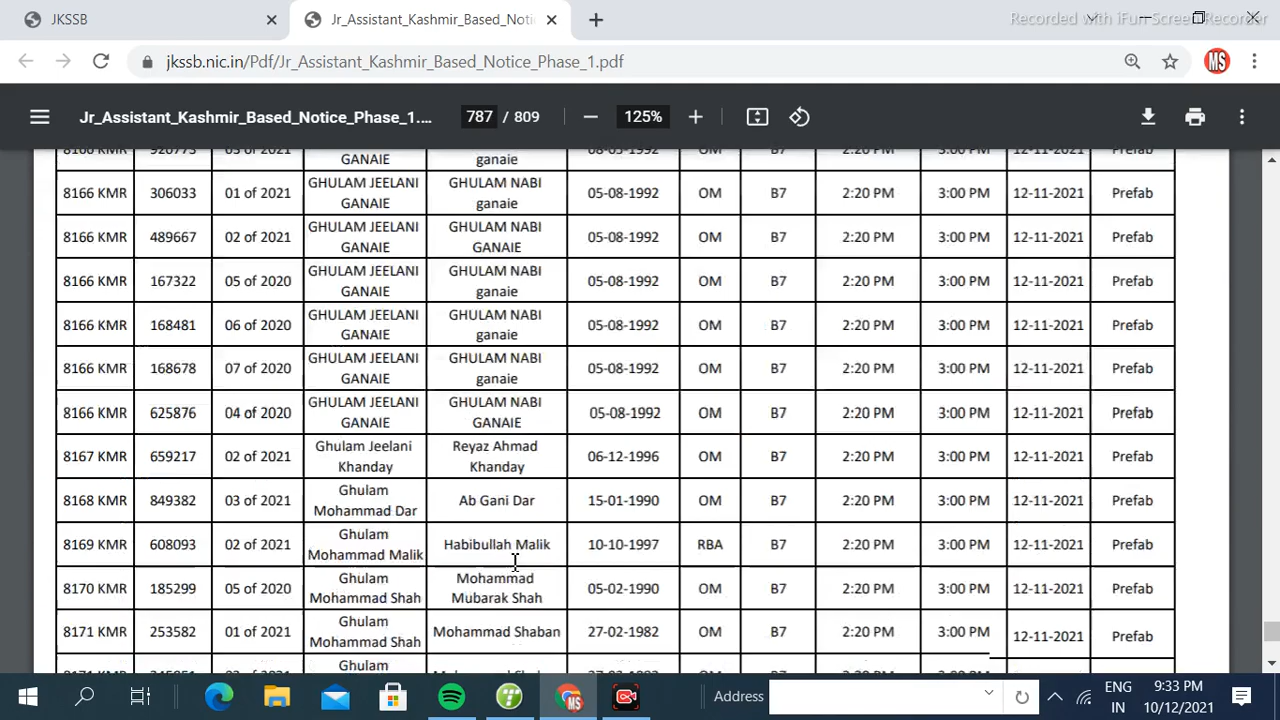 JKSSB
Jr_Assistant_Kashmir_Based_Noti
Recorded with iFun Screen Recorder
jkssb.nic.in/Pdf/Jr_Assistant_Kashmir_Based_Notice_Phase_1.pdf
MS
Jr_Assistant_Kashmir_Based_Notice_Phase_1.... 787 / 809 125%
8166 KMR 920773 03 of 2021 GANAIE ganaie 08-05-1992 OM B7 2:20 PM 3:00 PM 12-11-2021 Prefab
8166 KMR 306033 01 of 2021 GHULAM JEELANI GANAIE GHULAM NABI ganaie 05-08-1992 OM B7 2:20 PM 3:00 PM 12-11-2021 Prefab
8166 KMR 489667 02 of 2021 GHULAM JEELANI GANAIE GHULAM NABI GANAIE 05-08-1992 OM B7 2:20 PM 3:00 PM 12-11-2021 Prefab
8166 KMR 167322 05 of 2020 GHULAM JEELANI GANAIE GHULAM NABI ganaie 05-08-1992 OM B7 2:20 PM 3:00 PM 12-11-2021 Prefab
8166 KMR 168481 06 of 2020 GHULAM JEELANI GANAIE GHULAM NABI ganaie 05-08-1992 OM B7 2:20 PM 3:00 PM 12-11-2021 Prefab
8166 KMR 168678 07 of 2020 GHULAM JEELANI GANAIE GHULAM NABI ganaie 05-08-1992 OM B7 2:20 PM 3:00 PM 12-11-2021 Prefab
8166 KMR 625876 04 of 2020 GHULAM JEELANI GANAIE GHULAM NABI GANAIE 05-08-1992 OM B7 2:20 PM 3:00 PM 12-11-2021 Prefab
8167 KMR 659217 02 of 2021 Ghulam Jeelani Khanday Reyaz Ahmad Khanday 06-12-1996 OM B7 2:20 PM 3:00 PM 12-11-2021 Prefab
8168 KMR 849382 03 of 2021 Ghulam Mohammad Dar Ab Gani Dar 15-01-1990 OM B7 2:20 PM 3:00 PM 12-11-2021 Prefab
8169 KMR 608093 02 of 2021 Ghulam Mohammad Malik Habibullah Malik 10-10-1997 RBA B7 2:20 PM 3:00 PM 12-11-2021 Prefab
8170 KMR 185299 05 of 2020 Ghulam Mohammad Shah Mohammad Mubarak Shah 05-02-1990 OM B7 2:20 PM 3:00 PM 12-11-2021 Prefab
8171 KMR 253582 01 of 2021 Ghulam Mohammad Shah Mohammad Shaban 27-02-1982 OM B7 2:20 PM 3:00 PM 12-11-2021 Prefab
Ghulam
MS Address ENG 9:33 PM
IN 10/12/2021